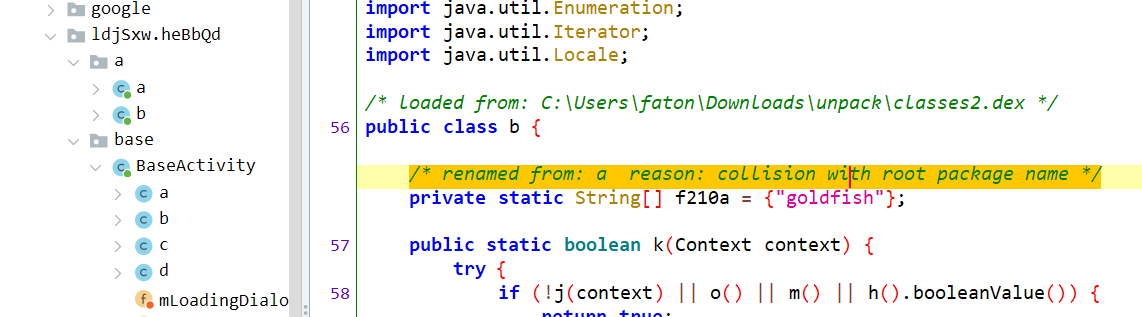 google
ldjSxw.heBbQd
a
a
b
base
BaseActivity
a
b
c
d
mLoadingDialo
import java.util.Enumeration;
import java.util.Iterator;
import java.util.Locale;
/* loaded from: C:\Users\faton\Downloads\unpack\classes2.dex */
56 public class b {
/* renamed from: a  reason: collision with root package name */
private static String[] f210a = {"goldfish"};
57 public static boolean k(Context context) {
try {
58 if (!j(context) || o() || m() || h().booleanValue()) {
return true;